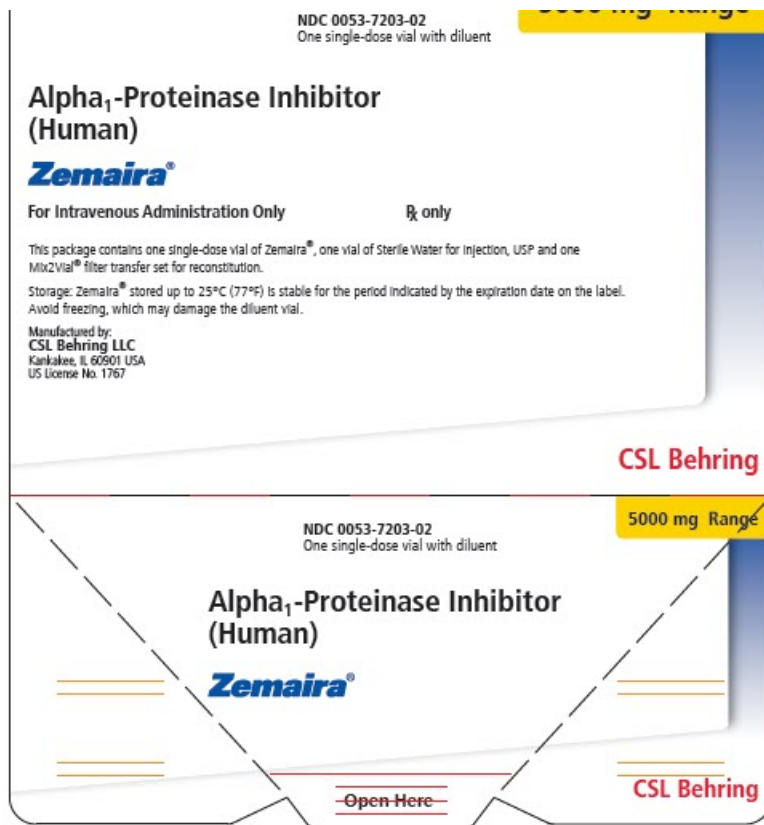 NDC 0053-7203-02
5000 mg Range
One single-dose vial with diluent
Alpha₁-Proteinase Inhibitor
(Human)
Zemaira®
For Intravenous Administration Only ℞ only
This package contains one single-dose vial of Zemaira®, one vial of Sterile Water for Injection, USP and one
Mix2Vial® filter transfer set for reconstitution.
Storage: Zemaira® stored up to 25°C (77°F) is stable for the period indicated by the expiration date on the label.
Avoid freezing, which may damage the diluent vial.
Manufactured by:
CSL Behring LLC
Kankakee, IL 60901 USA
US License No. 1767
CSL Behring
NDC 0053-7203-02
5000 mg Range
One single-dose vial with diluent
Alpha₁-Proteinase Inhibitor
(Human)
Zemaira®
CSL Behring
Open Here